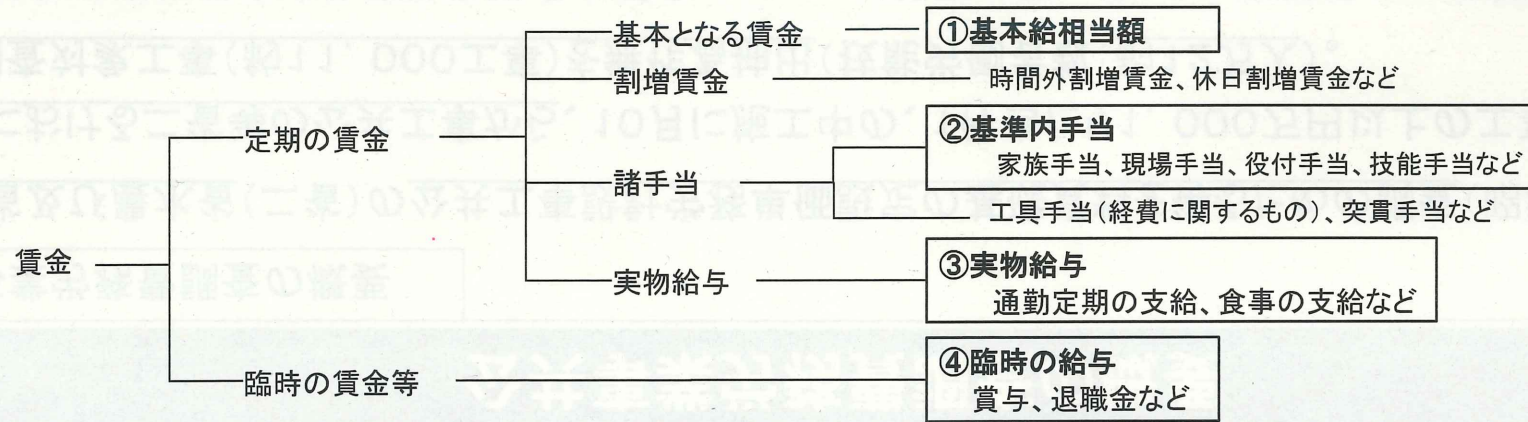 基本となる賃金 ①基本給相当額
割増賃金 時間外割増賃金、休日割増賃金など
定期の賃金
②基準内手当
家族手当、現場手当、役付手当、技能手当など
諸手当
工具手当(経費に関するもの)、突貫手当など
賃金
③実物給与
実物給与
通勤定期の支給、食事の支給など
④臨時の給与
臨時の賃金等
賞与、退職金など